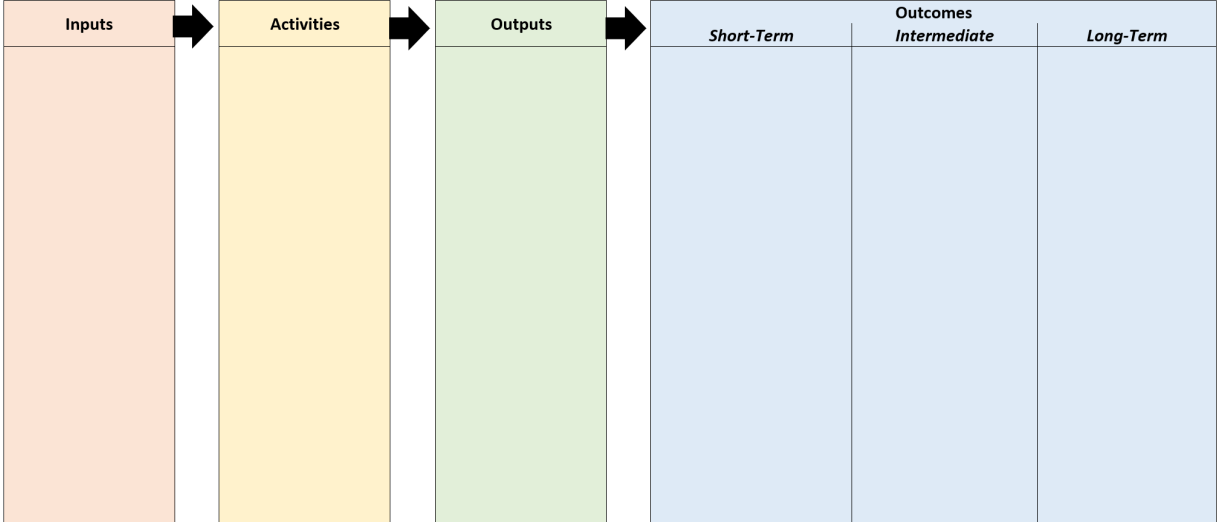 Inputs
Activities
Outputs
Outcomes
Short-Term
Intermediate
Long-Term